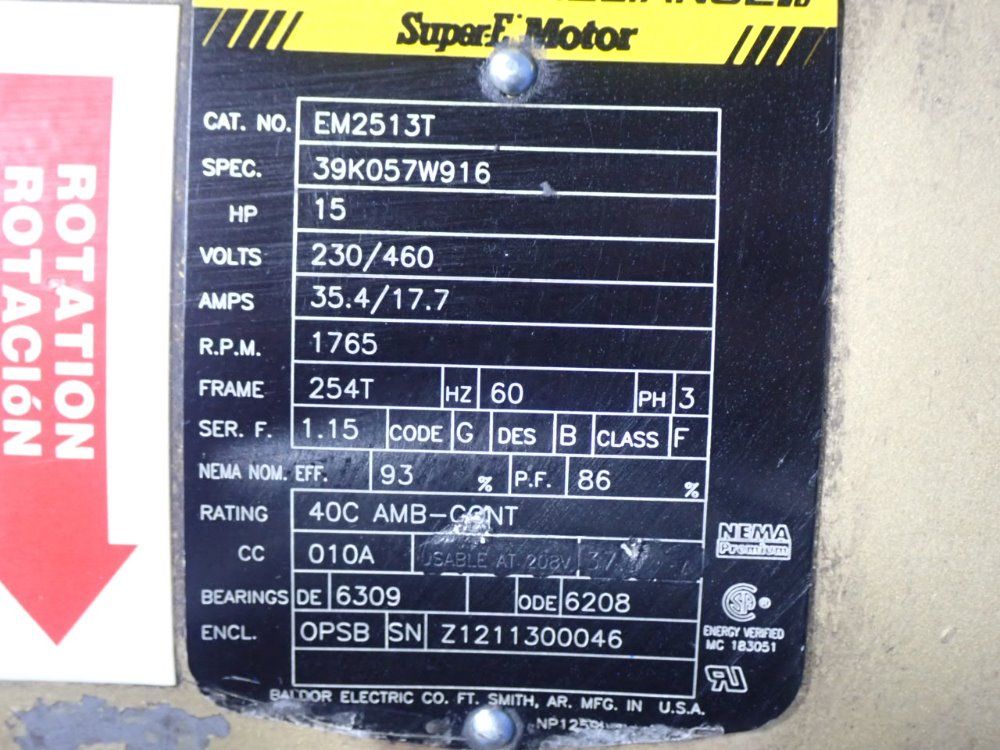 Super-E Motor
CAT. NO. EM2513T
SPEC. 39K057W916
HP 15
VOLTS 230/460
AMPS 35.4/17.7
R.P.M. 1765
FRAME 254T HZ 60 PH 3
SER. F. 1.15 CODE G DES B CLASS F
NEMA NOM. EFF. 93 % P.F. 86 %
RATING 40C AMB-CONT
CC 010A USABLE AT 208V A
BEARINGS DE 6309 ODE 6208
ENCL. OPSB SN Z1211300046
BALDOR ELECTRIC CO. FT. SMITH, AR. MFG. IN U.S.A.
NEMA
Premium
ENERGY VERIFIED
MC 183051
ROTATION
ROTACIÓN